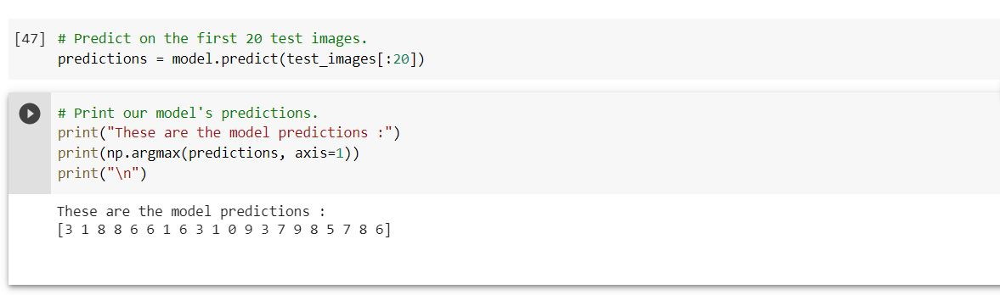 [47] # Predict on the first 20 test images.
predictions = model.predict(test_images[:20])
# Print our model's predictions.
print("These are the model predictions :")
print(np.argmax(predictions, axis=1))
print("\n")
These are the model predictions :
[3 1 8 8 6 6 1 6 3 1 0 9 3 7 9 8 5 7 8 6]